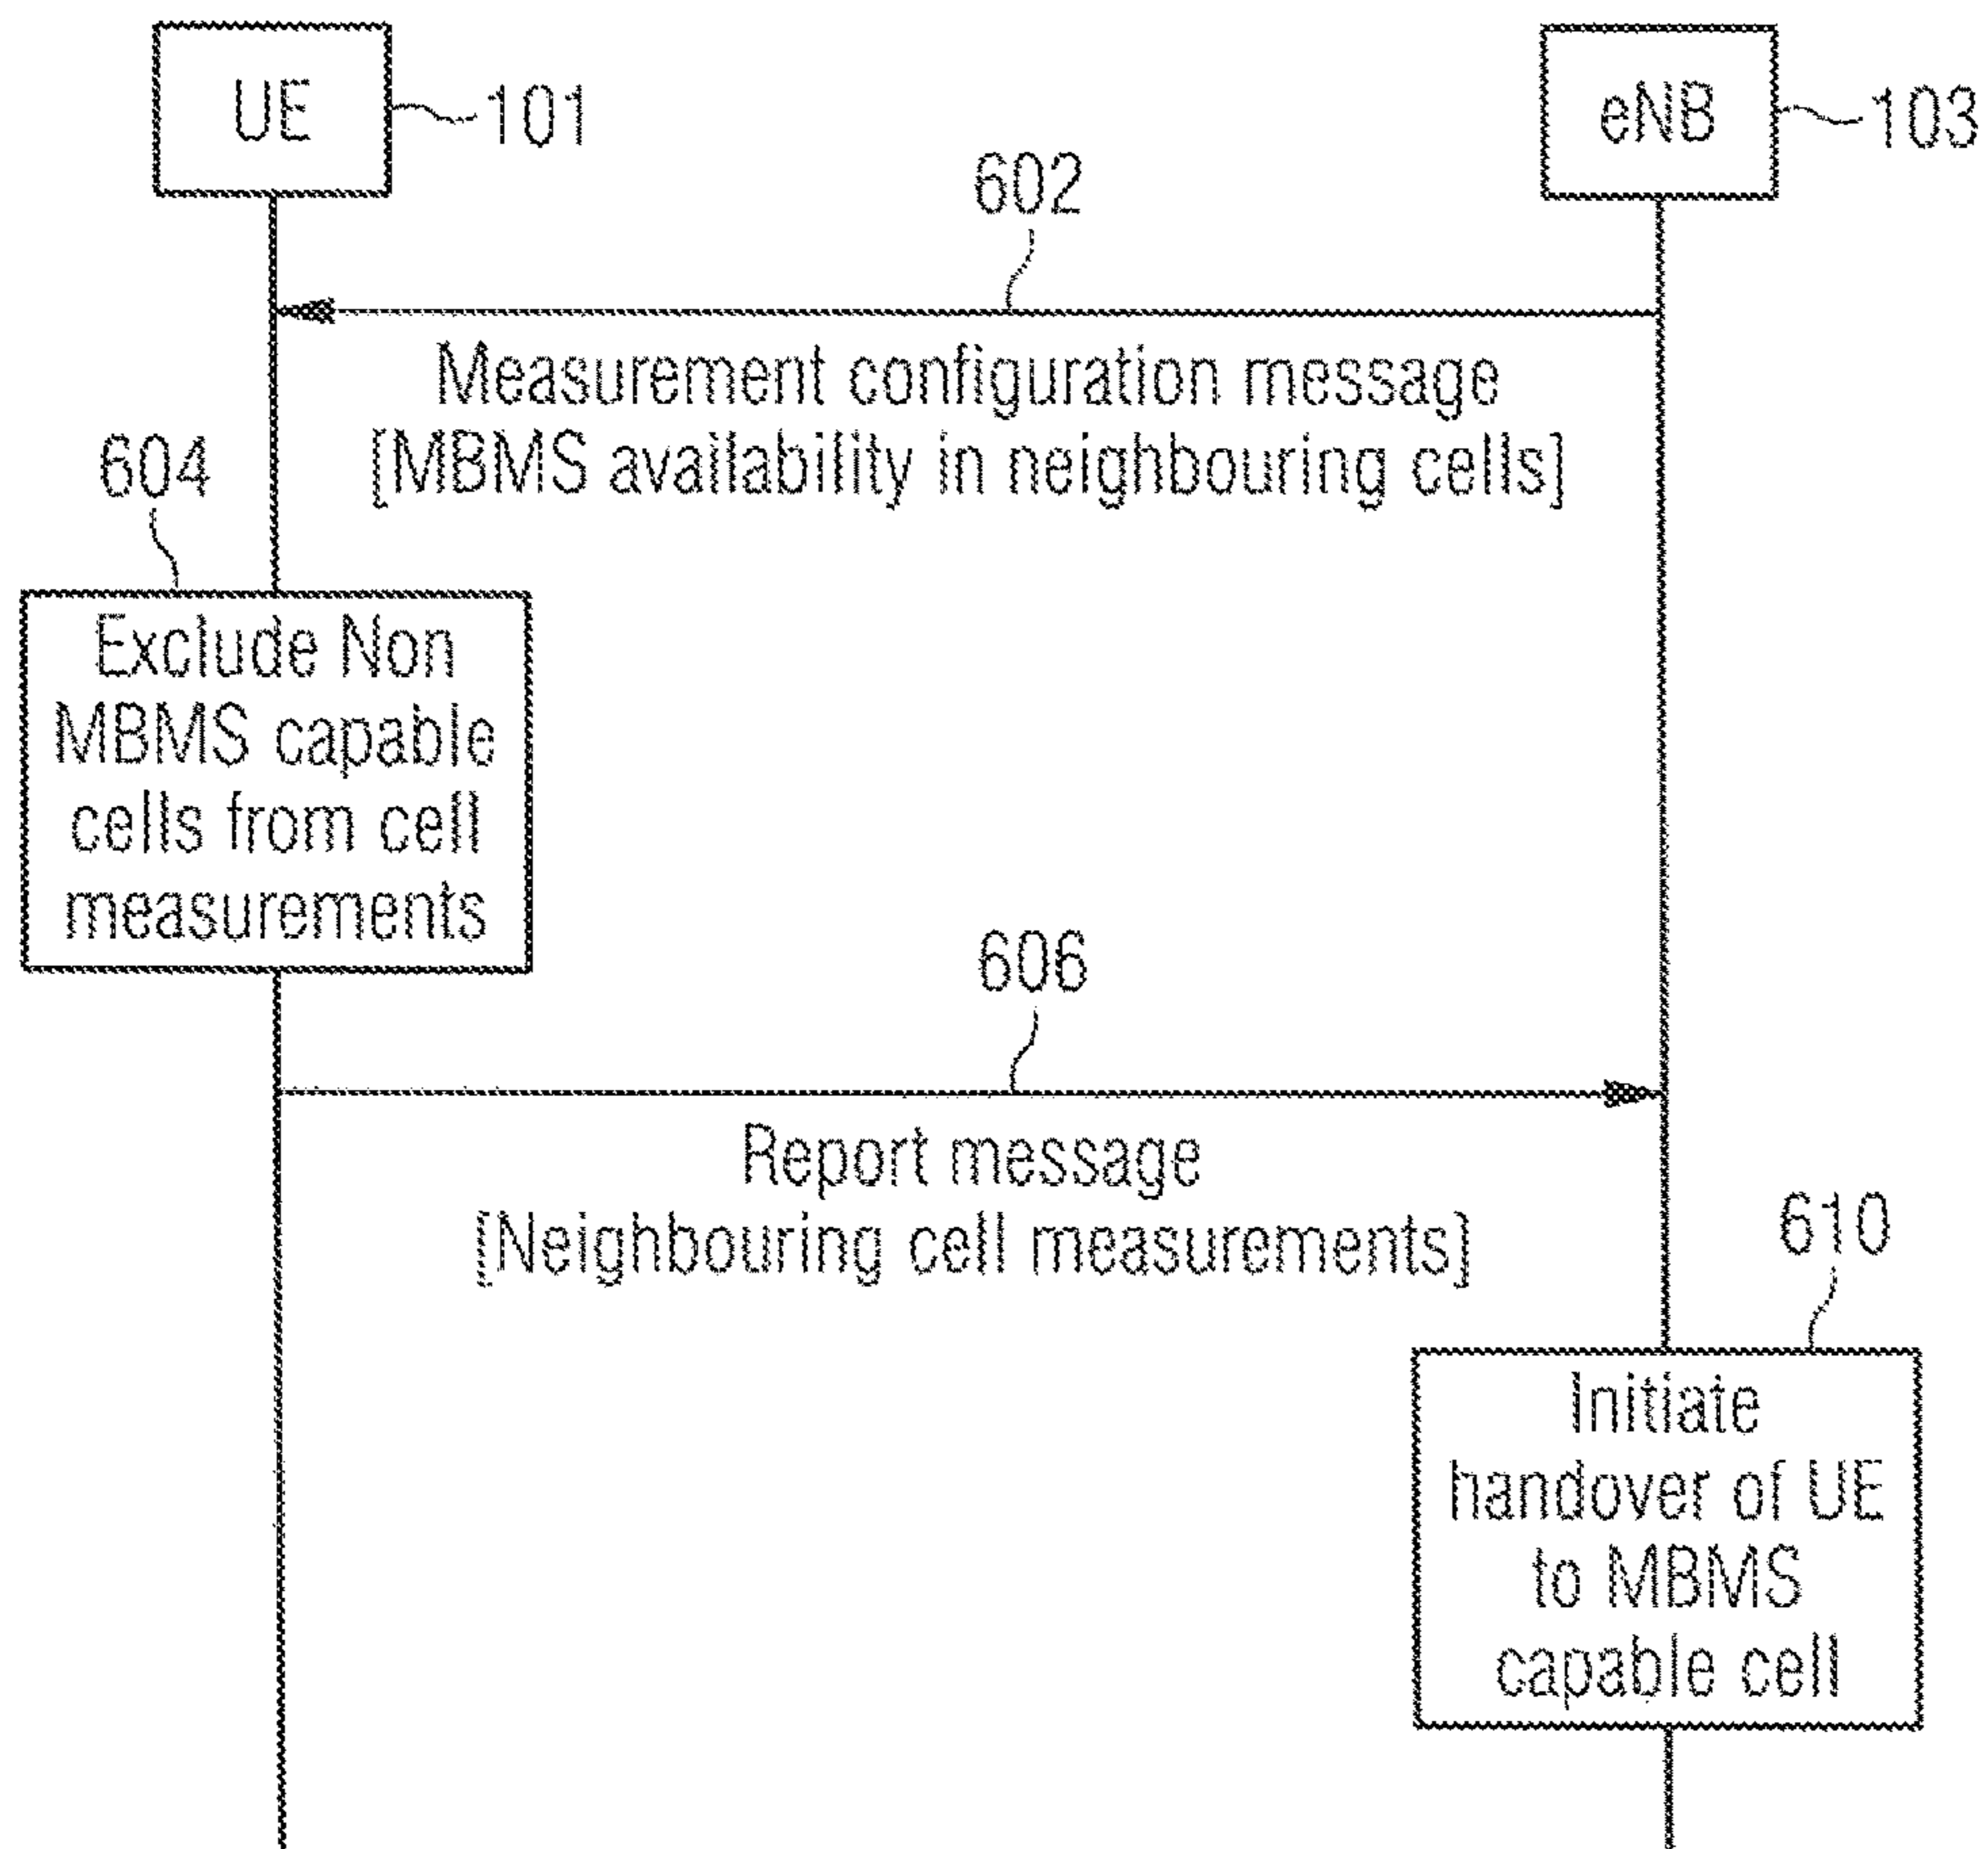 UE
101
eNB
103
602
Measurement configuration message
[MBMS availability in neighbouring cells]
604
Exclude Non
MBMS capable
cells from cell
measurements
606
Report message
[Neighbouring cell measurements]
610
Initiate
handover of UE
to MBMS
capable cell